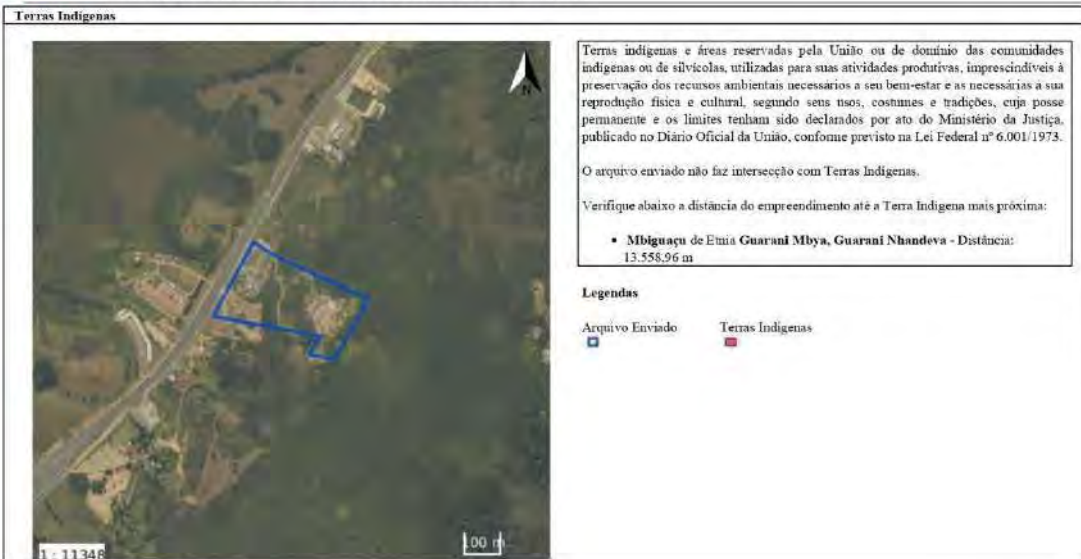 Terras Indígenas
N
1 : 11348
100 m
Terras indígenas e áreas reservadas pela União ou de domínio das comunidades
indígenas ou de silvícolas, utilizadas para suas atividades produtivas, imprescindíveis à
preservação dos recursos ambientais necessários a seu bem-estar e as necessárias a sua
reprodução física e cultural, segundo seus usos, costumes e tradições, cuja posse
permanente e os limites tenham sido declarados por ato do Ministério da Justiça,
publicado no Diário Oficial da União, conforme previsto na Lei Federal nº 6.001/1973.
O arquivo enviado não faz intersecção com Terras Indígenas.
Verifique abaixo a distância do empreendimento até a Terra Indígena mais próxima:
• Mbiguaçu de Etnia Guarani Mbya, Guarani Nhandeva - Distância:
13.558,96 m
Legendas
Arquivo Enviado Terras Indígenas